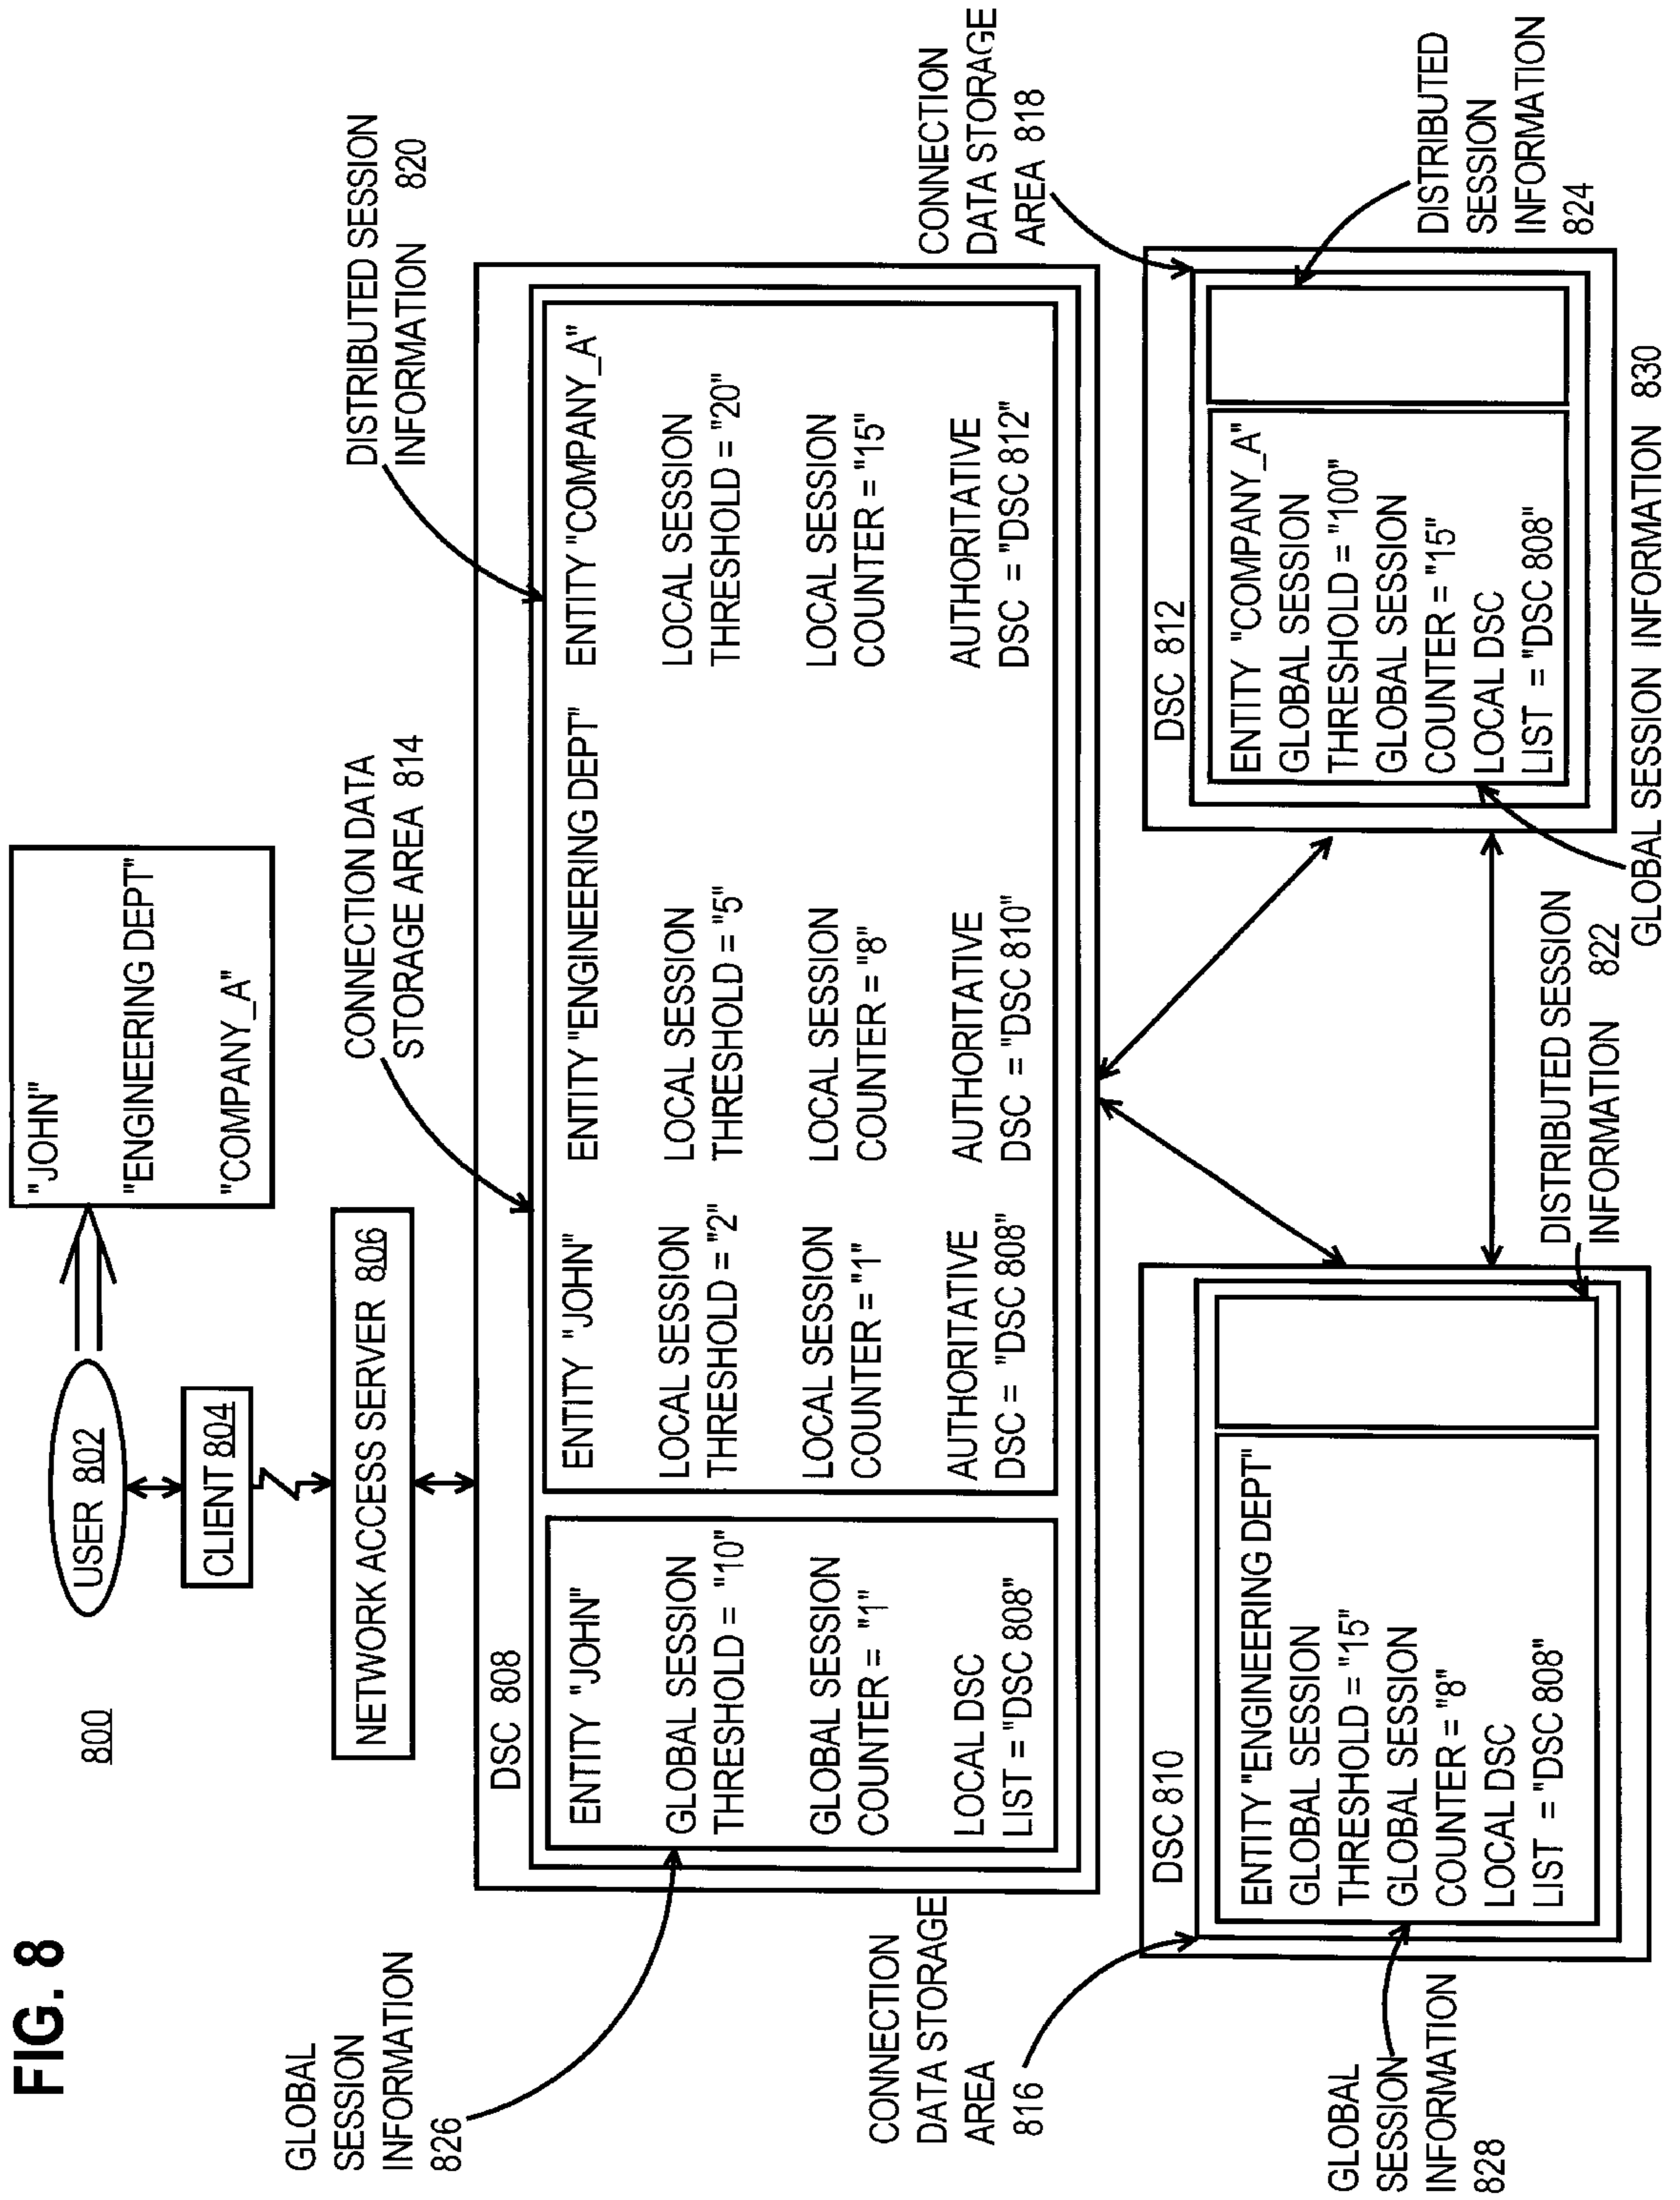 FIG. 8
800
USER 802
"JOHN"
"ENGINEERING DEPT"
"COMPANY_A"
CLIENT 804
NETWORK ACCESS SERVER 806
GLOBAL
SESSION
INFORMATION
826
CONNECTION DATA
STORAGE AREA 814
DISTRIBUTED SESSION
INFORMATION 820
DSC 808
ENTITY "JOHN"
GLOBAL SESSION
THRESHOLD = "10"
GLOBAL SESSION
COUNTER = "1"
LOCAL DSC
LIST = "DSC 808"
ENTITY "JOHN"
LOCAL SESSION
THRESHOLD = "2"
LOCAL SESSION
COUNTER = "1"
AUTHORITATIVE
DSC = "DSC 808"
ENTITY "ENGINEERING DEPT"
LOCAL SESSION
THRESHOLD = "5"
LOCAL SESSION
COUNTER = "8"
AUTHORITATIVE
DSC = "DSC 810"
ENTITY "COMPANY_A"
LOCAL SESSION
THRESHOLD = "20"
LOCAL SESSION
COUNTER = "15"
AUTHORITATIVE
DSC = "DSC 812"
CONNECTION
DATA STORAGE
AREA
816
DSC 810
ENTITY "ENGINEERING DEPT"
GLOBAL SESSION
THRESHOLD = "15"
GLOBAL SESSION
COUNTER = "8"
LOCAL DSC
LIST = "DSC 808"
GLOBAL
SESSION
INFORMATION
828
DISTRIBUTED SESSION
INFORMATION 822
CONNECTION
DATA STORAGE
AREA 818
DSC 812
ENTITY "COMPANY_A"
GLOBAL SESSION
THRESHOLD = "100"
GLOBAL SESSION
COUNTER = "15"
LOCAL DSC
LIST = "DSC 808"
DISTRIBUTED
SESSION
INFORMATION
824
GLOBAL SESSION INFORMATION 830